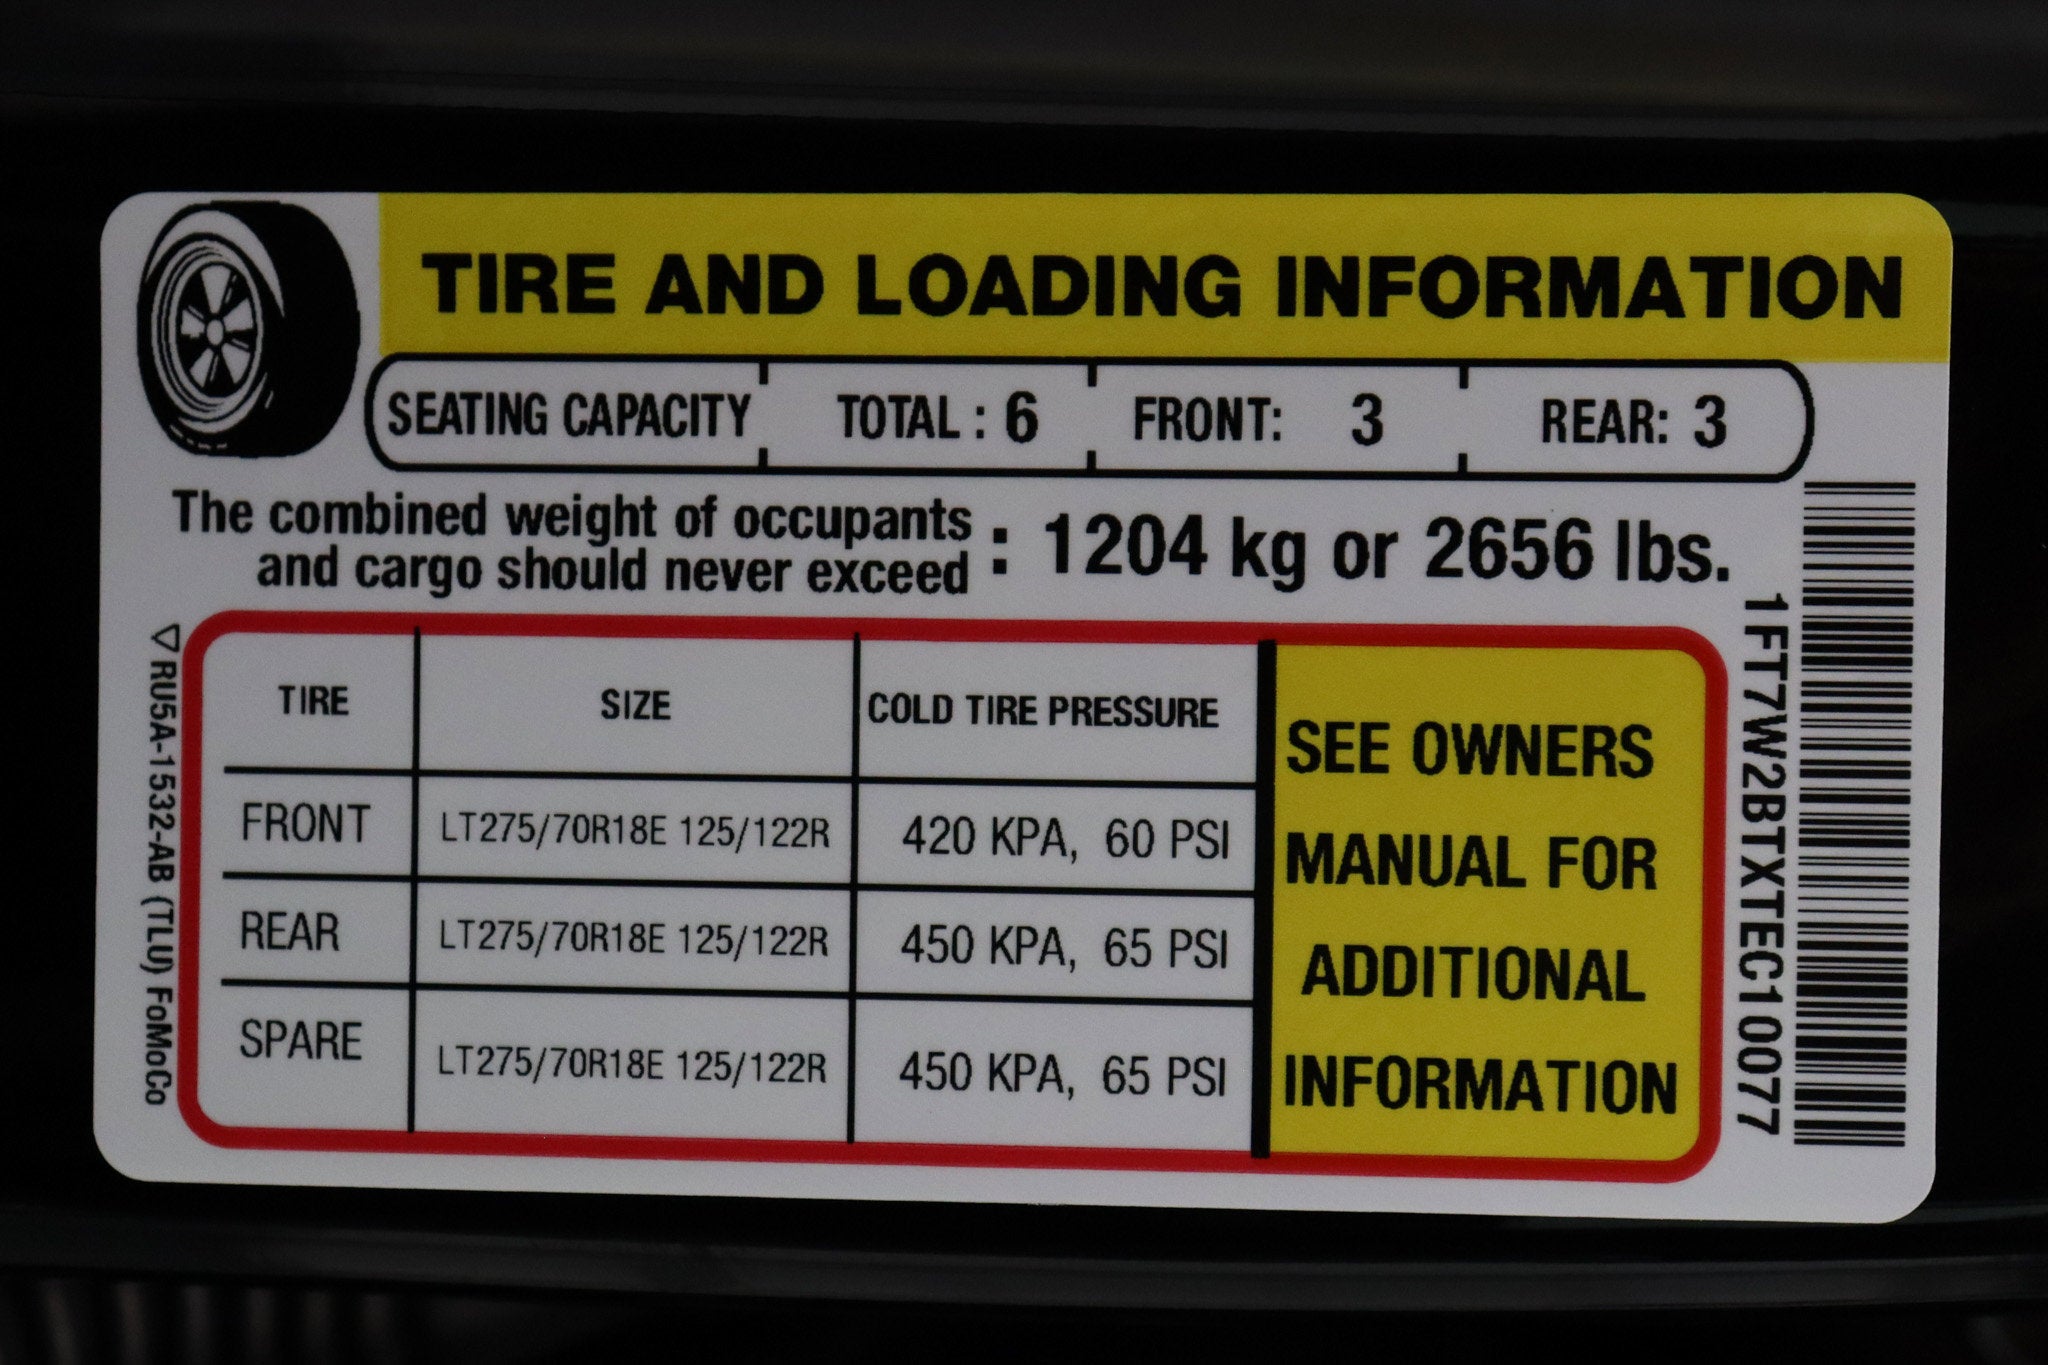 TIRE AND LOADING INFORMATION
SEATING CAPACITY TOTAL : 6 FRONT: 3 REAR: 3
The combined weight of occupants
and cargo should never exceed : 1204 kg or 2656 lbs.
TIRE SIZE COLD TIRE PRESSURE
FRONT LT275/70R18E 125/122R 420 KPA, 60 PSI
REAR LT275/70R18E 125/122R 450 KPA, 65 PSI
SPARE LT275/70R18E 125/122R 450 KPA, 65 PSI
SEE OWNERS
MANUAL FOR
ADDITIONAL
INFORMATION
RU5A-1532-AB (TLU) FoMoCo
1FT7W2BTXTEC10077